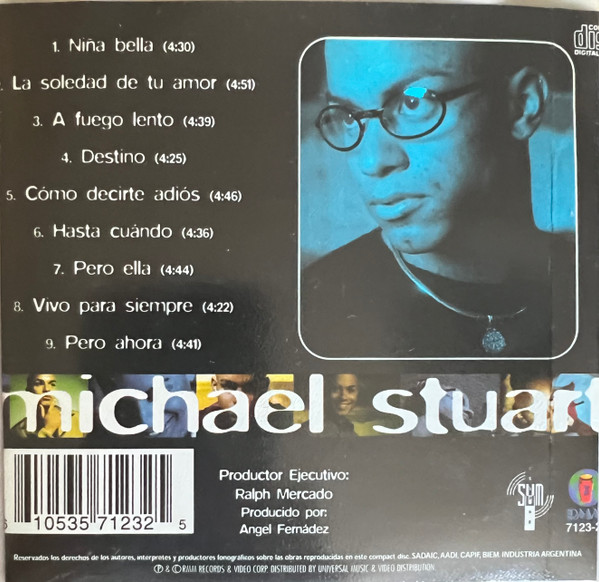 1. Niña bella (4:30)
La soledad de tu amor (4:51)
3. A fuego lento (4:39)
4. Destino (4:25)
5. Cómo decirte adiós (4:46)
6. Hasta cuándo (4:36)
7. Pero ella (4:44)
8. Vivo para siempre (4:22)
9. Pero ahora (4:41)
michael stuart
Productor Ejecutivo:
Ralph Mercado
Producido por:
Angel Fernádez
10535 71232 5
7123-2
Reservados los derechos de los autores, interpretes y productores fonográficos sobre las obras reproducidas en este compact disc. SADAIC, AADI, CAPIF, BIEM. INDUSTRIA ARGENTINA
℗ & © RMM RECORDS & VIDEO CORP DISTRIBUTED BY UNIVERSAL MUSIC & VIDEO DISTRIBUTION.